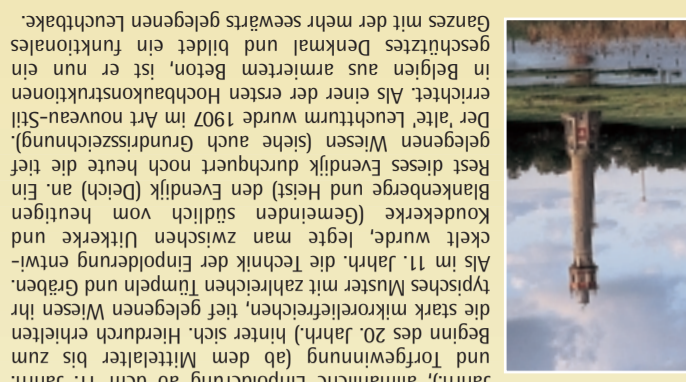 Jahrh.), allmähliche Einpolderung ab dem 11. Jahrh.
und Torfgewinnung (ab dem Mittelalter bis zum
Beginn des 20. Jahrh.) hinter sich. Hierdurch erhielten
die stark mikroreliefreichen, tief gelegenen Wiesen ihr
typisches Muster mit zahlreichen Tümpeln und Gräben.
Als im 11. Jahrh. die Technik der Einpolderung entwi-
ckelt wurde, legte man zwischen Uitkerke und
Koudekerke (Gemeinden südlich vom heutigen
Blankenberge und Heist) den Evendijk (Deich) an. Ein
Rest dieses Evendijk durchquert noch heute die tief
gelegenen Wiesen (siehe auch Grundrisszeichnung).
Der 'alte' Leuchtturm wurde 1907 im Art nouveau-Stil
errichtet. Als einer der ersten Hochbaukonstruktionen
in Belgien aus armiertem Beton, ist er nun ein
geschütztes Denkmal und bildet ein funktionales
Ganzes mit der mehr seewärts gelegenen Leuchtbake.